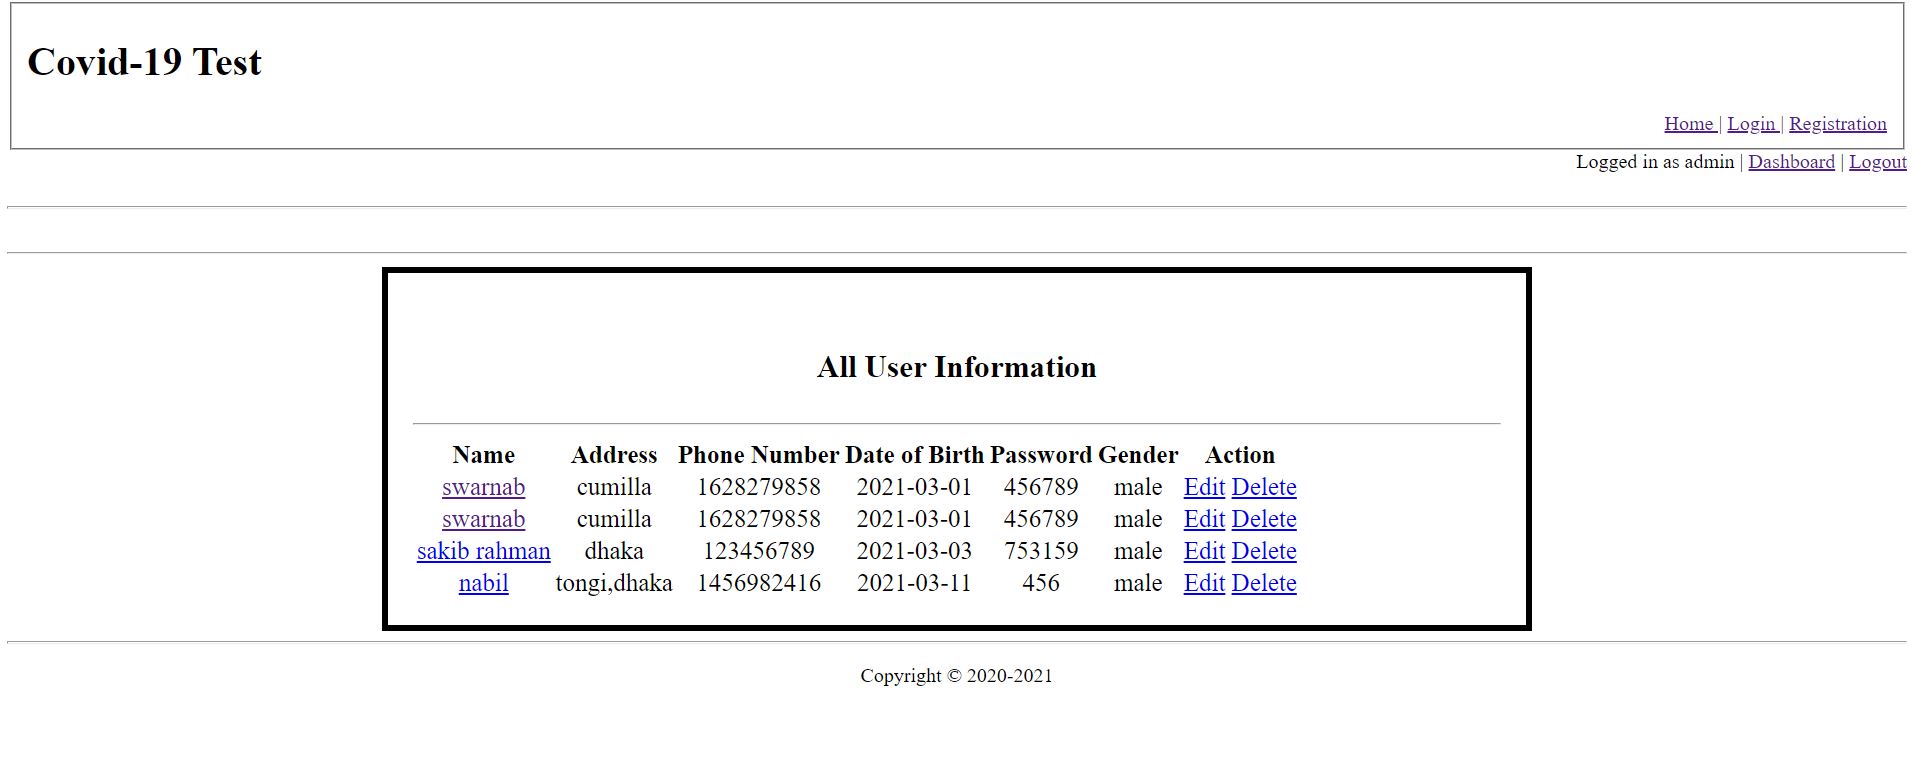 Covid-19 Test
Home | Login | Registration
Logged in as admin | Dashboard | Logout
All User Information
Name Address Phone Number Date of Birth Password Gender Action
swarnab cumilla 1628279858 2021-03-01 456789 male Edit Delete
swarnab cumilla 1628279858 2021-03-01 456789 male Edit Delete
sakib rahman dhaka 123456789 2021-03-03 753159 male Edit Delete
nabil tongi,dhaka 1456982416 2021-03-11 456 male Edit Delete
Copyright © 2020-2021